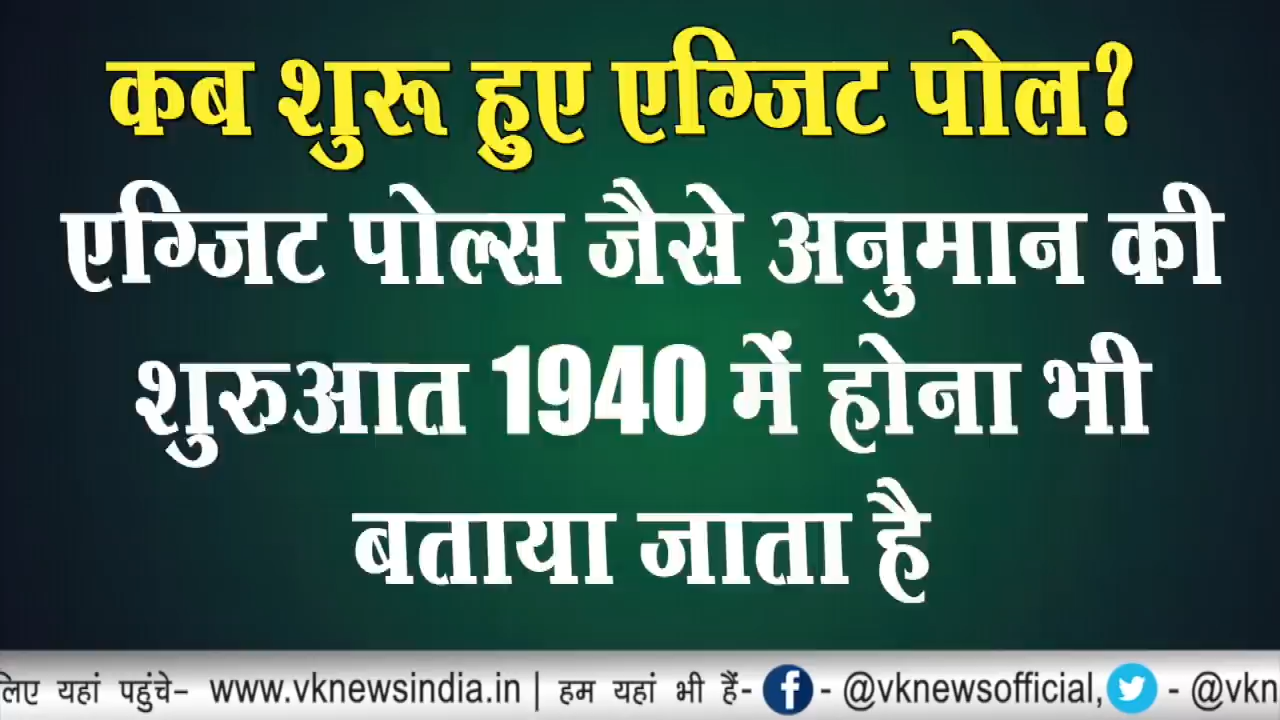 कब शुरू हुए एग्जिट पोल?
एग्जिट पोल्स जैसे अनुमान की
शुरुआत 1940 में होना भी
बताया जाता है
लिए यहां पहुंचे- www.vknewsindia.in | हम यहां भी हैं- - @vknewsofficial, - @vkn